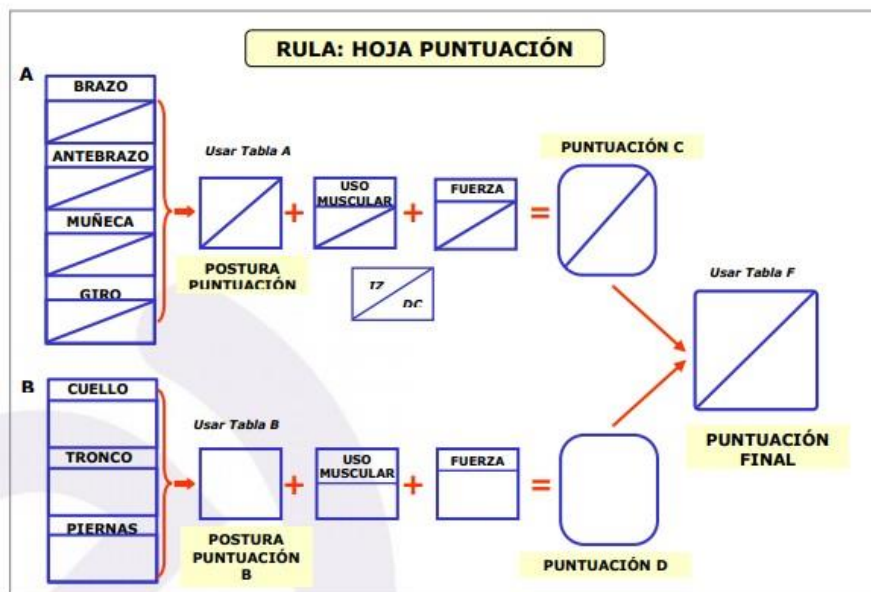 RULA: HOJA PUNTUACIÓN
A
BRAZO
ANTEBRAZO
MUÑECA
GIRO
Usar Tabla A
POSTURA
PUNTUACIÓN
USO
MUSCULAR
FUERZA
IZ
DC
PUNTUACIÓN C
Usar Tabla F
PUNTUACIÓN
FINAL
B
CUELLO
TRONCO
PIERNAS
Usar Tabla B
POSTURA
PUNTUACIÓN
B
USO
MUSCULAR
FUERZA
PUNTUACIÓN D